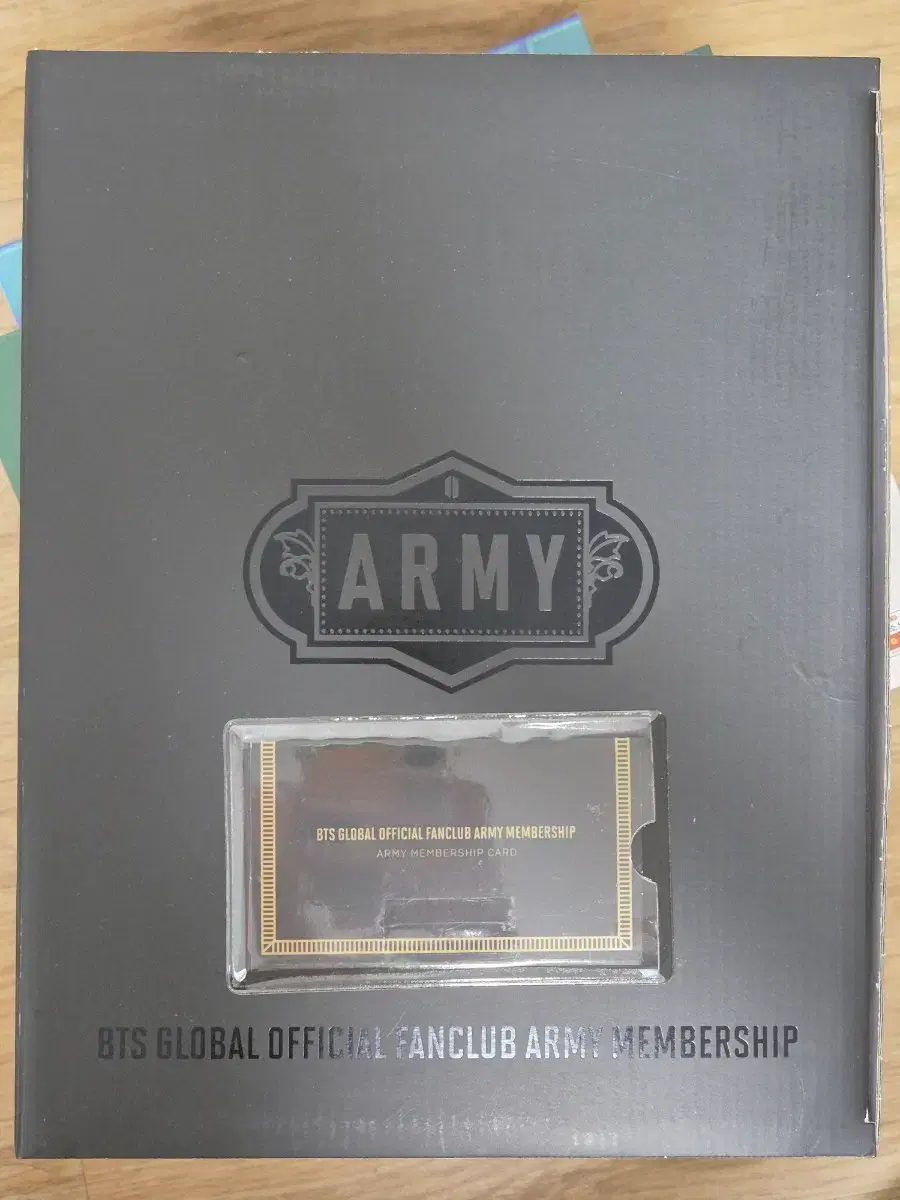 ARMY
BTS GLOBAL OFFICIAL FANCLUB ARMY MEMBERSHIP
ARMY MEMBERSHIP CARD
BTS GLOBAL OFFICIAL FANCLUB ARMY MEMBERSHIP